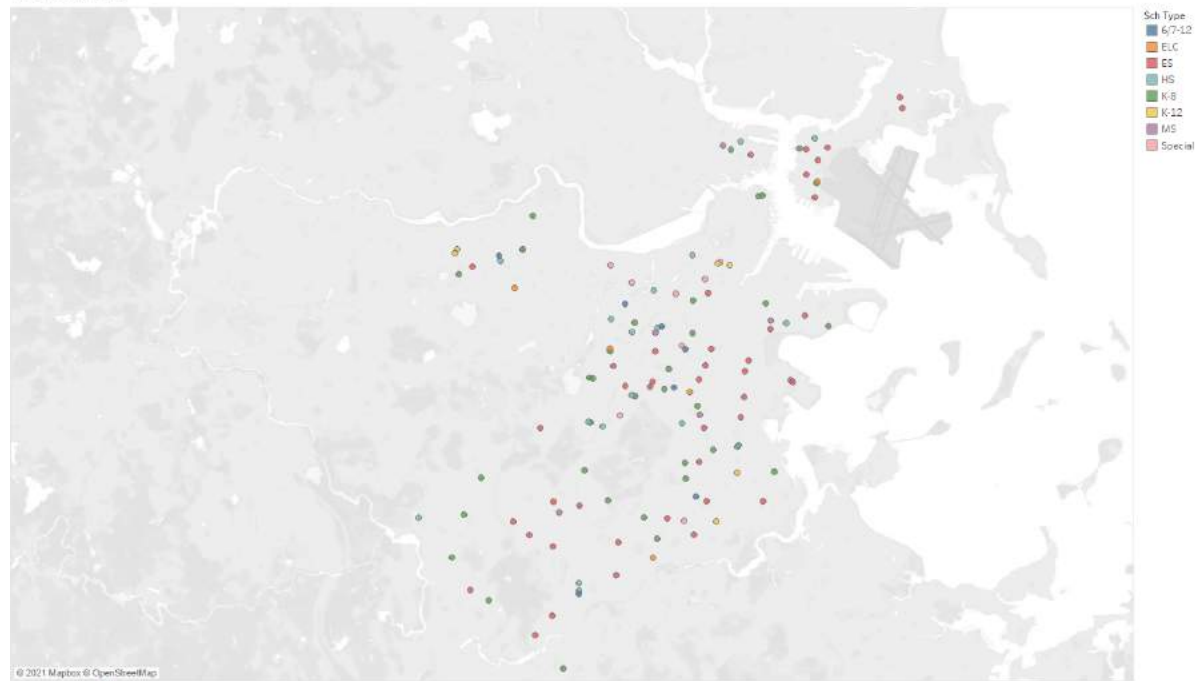 Sch Type
6/7-12
ELC
ES
HS
K-8
K-12
MS
Special
© 2021 Mapbox © OpenStreetMap